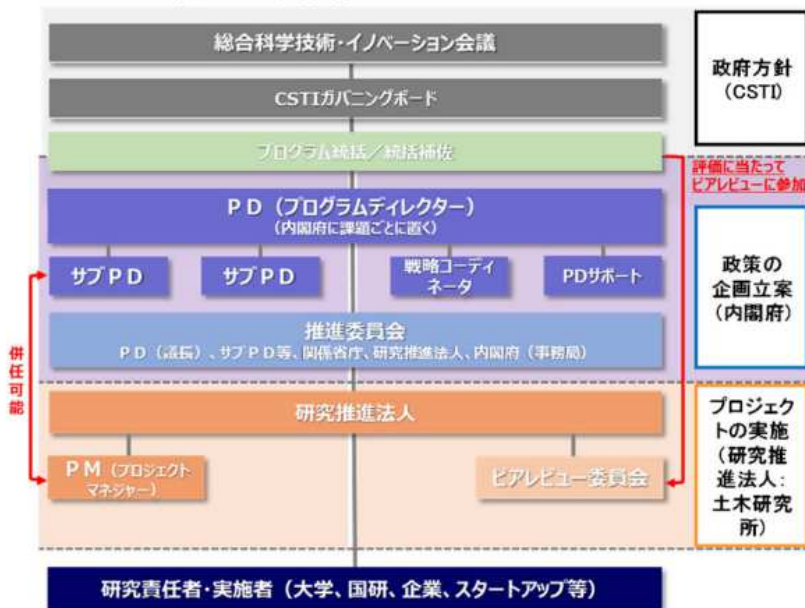 総合科学技術・イノベーション会議
CSTIガバニングボード
プログラム統括／統括補佐
政府方針
(CSTI)
評価に当たって
ピアレビューに参加
PD（プログラムディレクター）
(内閣府に課題ごとに置く)
サブPD
サブPD
戦略コーディ
ネータ
PDサポート
推進委員会
PD（議長）、サブPD等、関係省庁、研究推進法人、内閣府（事務局）
政策の
企画立案
(内閣府)
併任可能
研究推進法人
PM（プロジェクト
マネジャー）
ピアレビュー委員会
プロジェク
トの実施
(研究推
進法人：
土木研究
所)
研究責任者・実施者（大学、国研、企業、スタートアップ等）